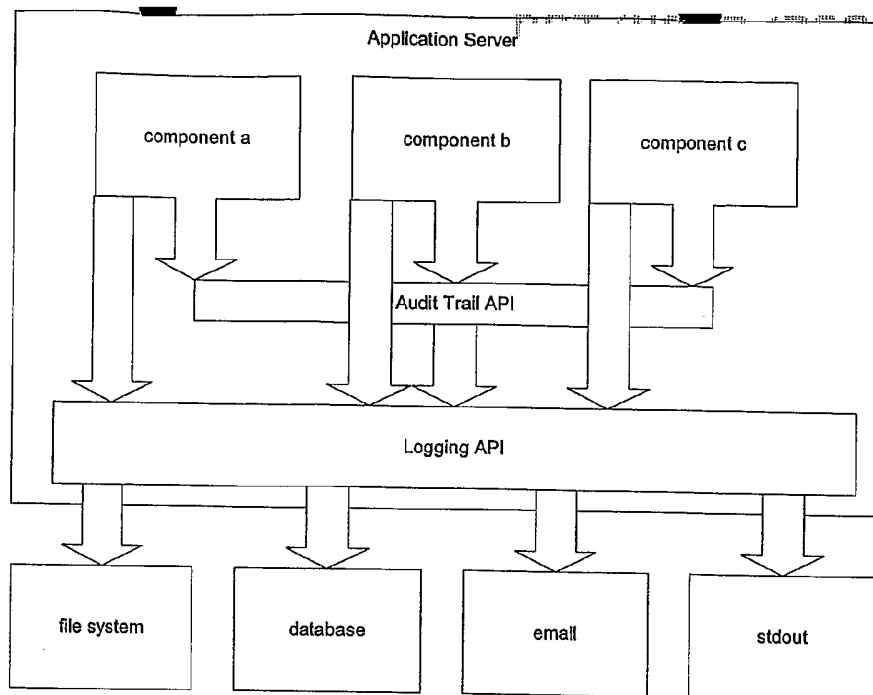 Application Server
component a
component b
component c
Audit Trail API
Logging API
file system
database
email
stdout